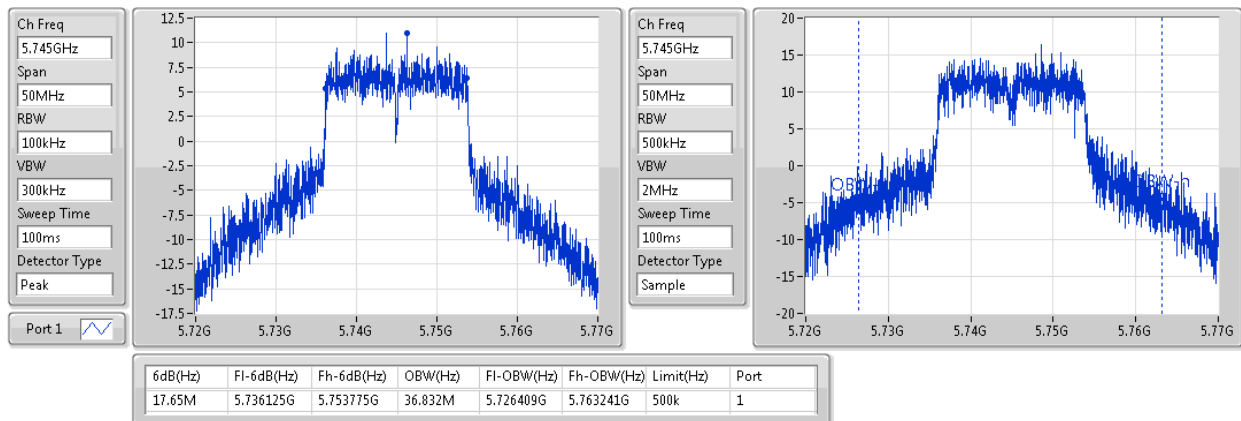 Ch Freq
5.745GHz
Span
50MHz
RBW
100kHz
VBW
300kHz
Sweep Time
100ms
Detector Type
Peak
Port 1
12.5
10
7.5
5
2.5
0
-2.5
-5
-7.5
-10
-12.5
-15
-17.5
5.72G 5.73G 5.74G 5.75G 5.76G 5.77G
Ch Freq
5.745GHz
Span
50MHz
RBW
500kHz
VBW
2MHz
Sweep Time
100ms
Detector Type
Sample
20
15
10
5
0
-5
-10
-15
-20
5.72G 5.73G 5.74G 5.75G 5.76G 5.77G
6dB(Hz) Fl-6dB(Hz) Fh-6dB(Hz) OBW(Hz) Fl-OBW(Hz) Fh-OBW(Hz) Limit(Hz) Port
17.65M 5.736125G 5.753775G 36.832M 5.726409G 5.763241G 500k 1